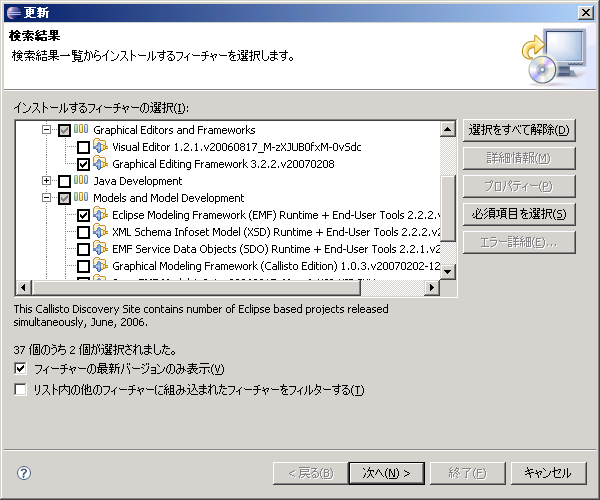 更新
検索結果
検索結果一覧からインストールするフィーチャーを選択します。
インストールするフィーチャーの選択(I):
Graphical Editors and Frameworks
Visual Editor 1.2.1.v20060817_M-zXJUB0fxM-0vSdc
Graphical Editing Framework 3.2.2.v20070208
Java Development
Models and Model Development
Eclipse Modeling Framework (EMF) Runtime + End-User Tools 2.2.2.v
XML Schema Infoset Model (XSD) Runtime + End-User Tools 2.2.2.v
EMF Service Data Objects (SDO) Runtime + End-User Tools 2.2.1.v
Graphical Modeling Framework (Callisto Edition) 1.0.3.v20070202-12
選択をすべて解除(D)
詳細情報(M)
プロパティー(P)
必須項目を選択(S)
エラー詳細(E)...
This Callisto Discovery Site contains number of Eclipse based projects released
simultaneously, June, 2006.
37 個のうち 2 個が選択されました。
フィーチャーの最新バージョンのみ表示(V)
リスト内の他のフィーチャーに組み込まれたフィーチャーをフィルターする(T)
?
< 戻る(B)
次へ(N) >
終了(F)
キャンセル